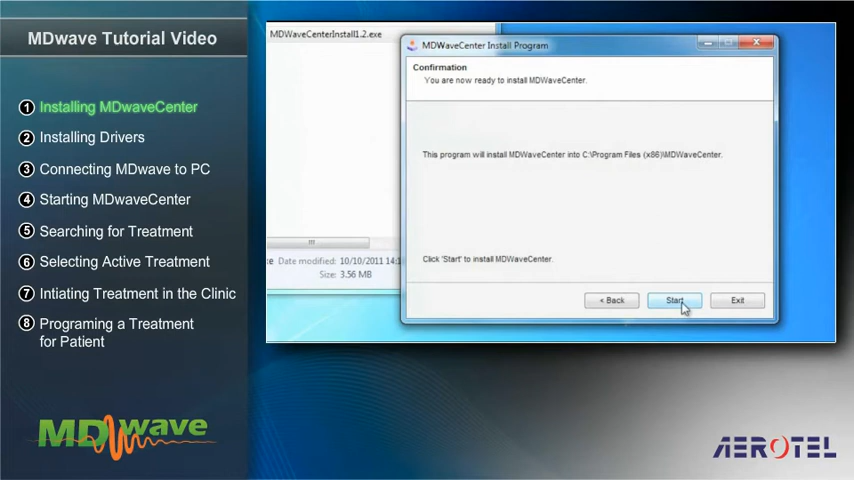 MDwave Tutorial Video
1 Installing MDwaveCenter
2 Installing Drivers
3 Connecting MDwave to PC
4 Starting MDwaveCenter
5 Searching for Treatment
6 Selecting Active Treatment
7 Intiating Treatment in the Clinic
8 Programing a Treatment
for Patient
MDwave
MDWaveCenterInstall1.2.exe
Date modified: 10/10/2011 14:1
Size: 3.56 MB
MDWaveCenter Install Program
Confirmation
You are now ready to install MDWaveCenter.
This program will install MDWaveCenter into C:\Program Files (x86)\MDWaveCenter.
Click 'Start' to install MDWaveCenter.
< Back Start Exit
AEROTEL